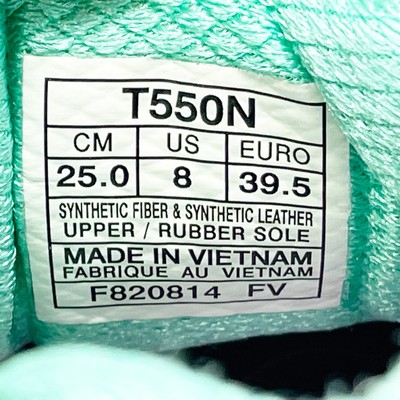 T550N
CM US EURO
25.0 8 39.5
SYNTHETIC FIBER & SYNTHETIC LEATHER
UPPER / RUBBER SOLE
MADE IN VIETNAM
FABRIQUE AU VIETNAM
F820814 FV